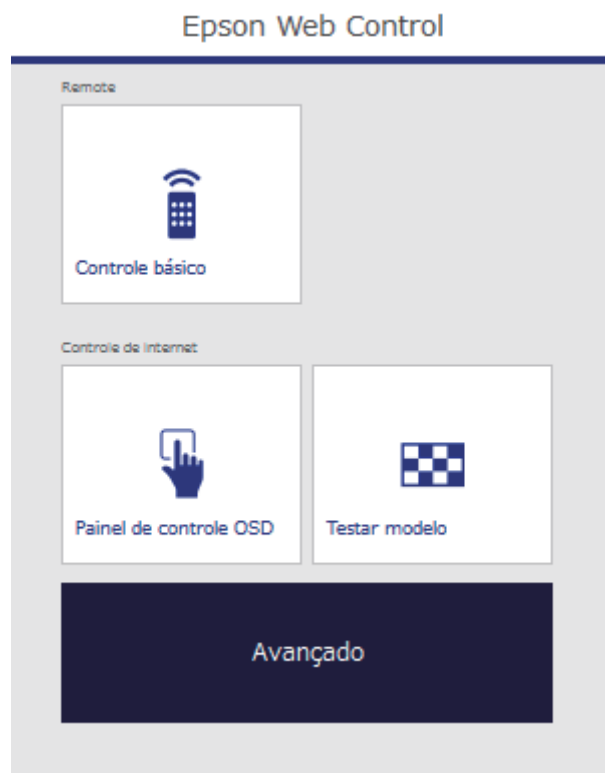 Epson Web Control
Remote
Controle básico
Controle de Internet
Painel de controle OSD
Testar modelo
Avançado